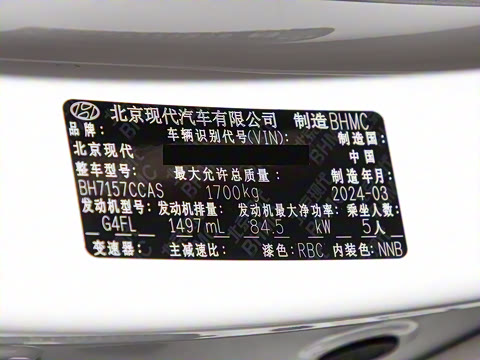 北京现代汽车有限公司 制造BHMC
品牌: 车辆识别代号(VIN): 制造国:
北京现代 中国
整车型号: 最大允许总质量: 制造年月:
BH7157CCAS 1700kg 2024-03
发动机型号: 发动机排量: 发动机最大净功率: 乘坐人数:
G4FL 1497mL 84.5 kW 5人
变速器: 主减速比: 漆色:RBC 内装色:NNB